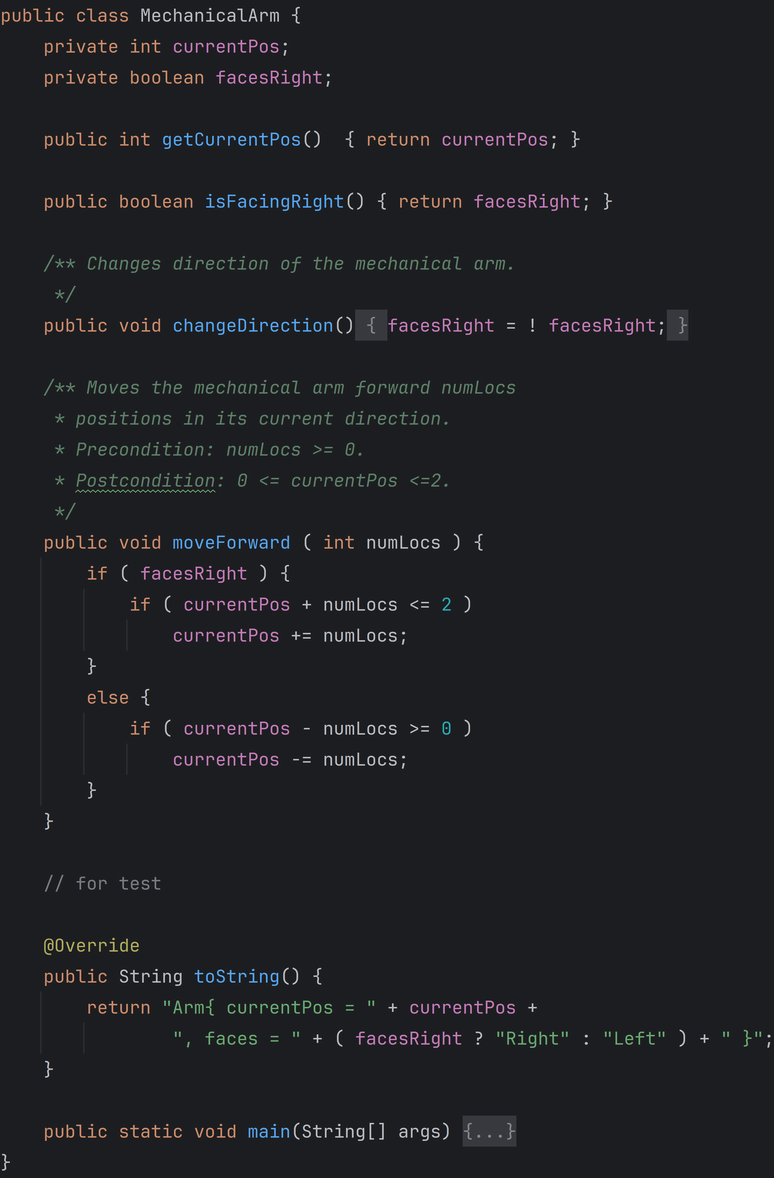 public class MechanicalArm {
    private int currentPos;
    private boolean facesRight;

    public int getCurrentPos()  { return currentPos; }

    public boolean isFacingRight() { return facesRight; }

    /** Changes direction of the mechanical arm.
     */
    public void changeDirection() { facesRight = ! facesRight; }

    /** Moves the mechanical arm forward numLocs
     * positions in its current direction.
     * Precondition: numLocs >= 0.
     * Postcondition: 0 <= currentPos <=2.
     */
    public void moveForward ( int numLocs ) {
        if ( facesRight ) {
            if ( currentPos + numLocs <= 2 )
                currentPos += numLocs;
        }
        else {
            if ( currentPos - numLocs >= 0 )
                currentPos -= numLocs;
        }
    }

    // for test

    @Override
    public String toString() {
        return "Arm{ currentPos = " + currentPos +
                ", faces = " + ( facesRight ? "Right" : "Left" ) + " }";
    }

    public static void main(String[] args) {...}
}